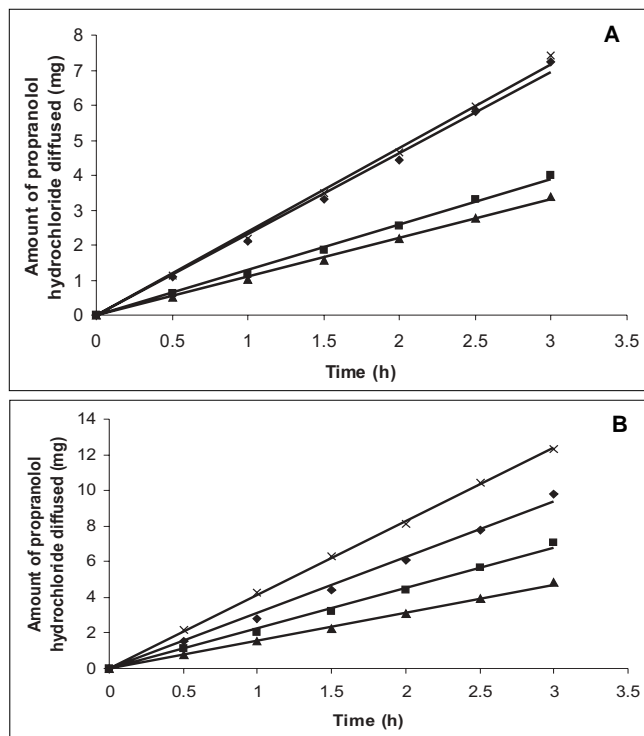 A
Amount of propranolol
hydrochloride diffused (mg)
8
7
6
5
4
3
2
1
0
0 0.5 1 1.5 2 2.5 3 3.5
Time (h)
B
Amount of propranolol
hydrochloride diffused (mg)
14
12
10
8
6
4
2
0
0 0.5 1 1.5 2 2.5 3 3.5
Time (h)